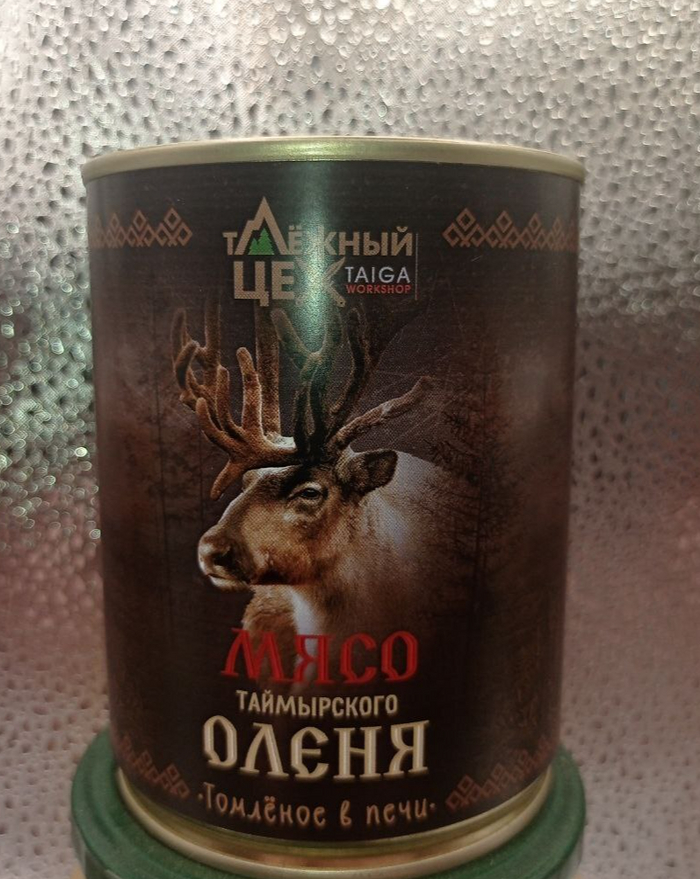 ТАЁЖНЫЙ
ЦЕХ
TAIGA
WORKSHOP
МЯСО
ТАЙМЫРСКОГО
ОЛЕНЯ
·Томлёное в печи·